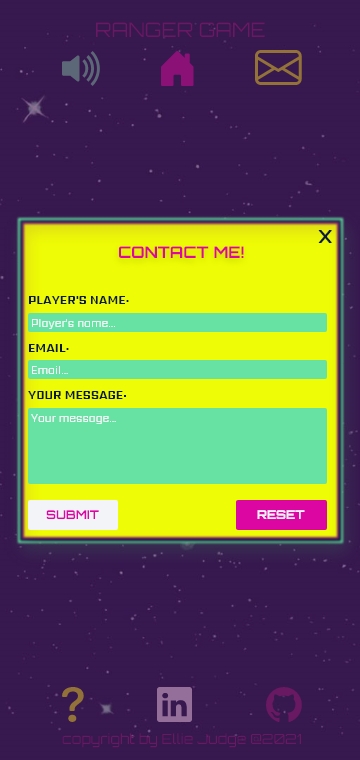 RANGER GAME
X
CONTACT ME!
PLAYER'S NAME*
Player's name...
EMAIL*
Email...
YOUR MESSAGE*
Your message...
SUBMIT
RESET
?
in
copyright by Ellie Judge ©2021